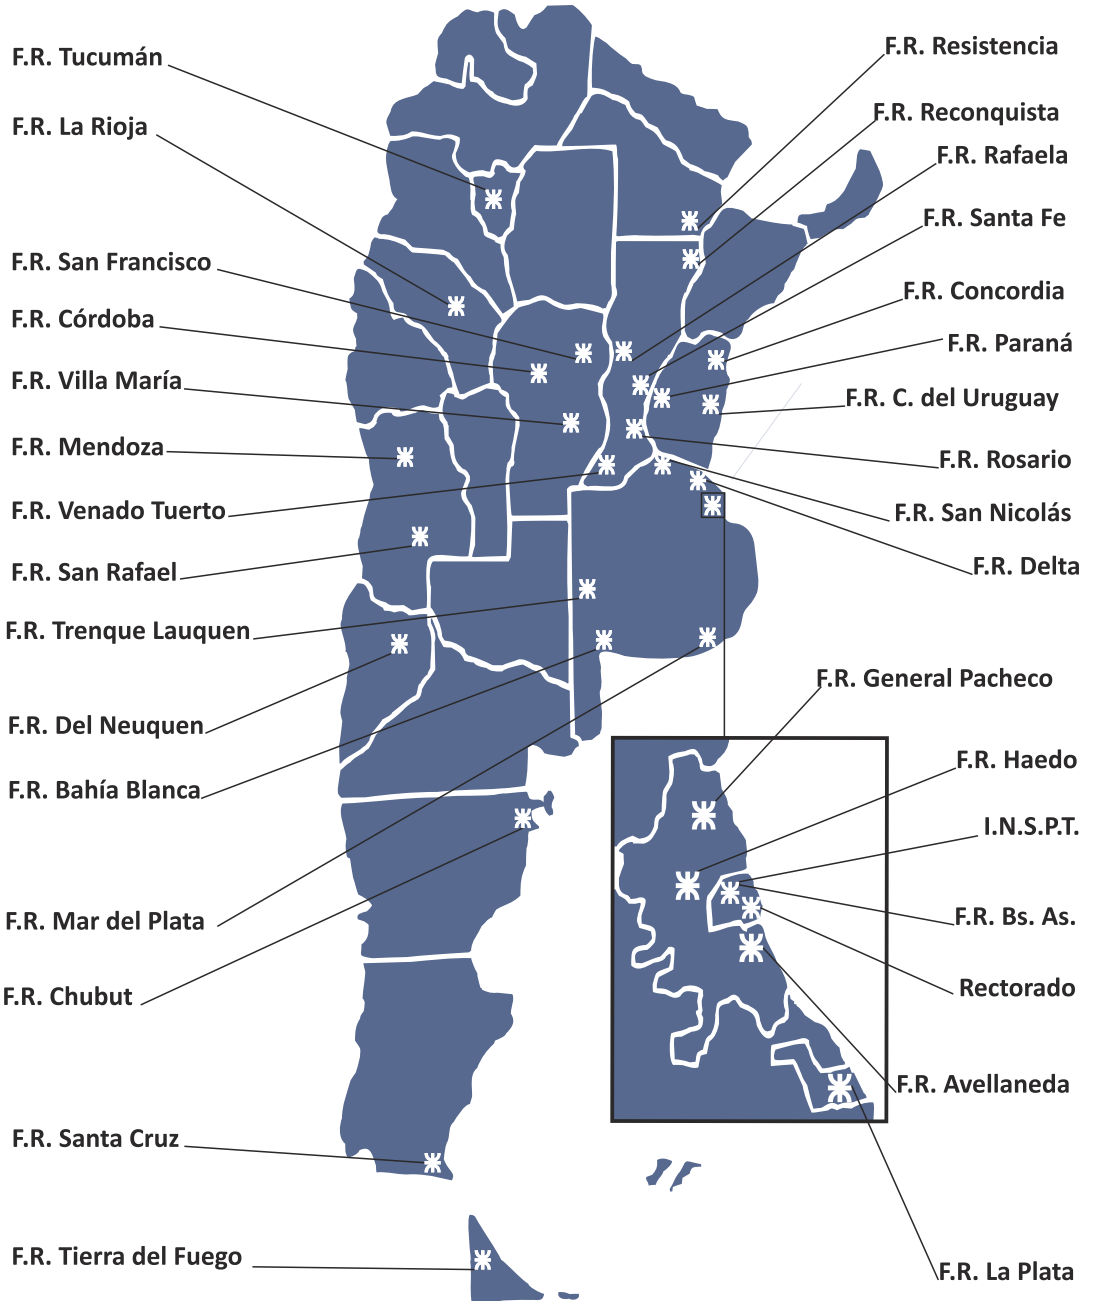 F.R. Tucumán
F.R. La Rioja
F.R. San Francisco
F.R. Córdoba
F.R. Villa María
F.R. Mendoza
F.R. Venado Tuerto
F.R. San Rafael
F.R. Trenque Lauquen
F.R. Del Neuquen
F.R. Bahía Blanca
F.R. Mar del Plata
F.R. Chubut
F.R. Santa Cruz
F.R. Tierra del Fuego
F.R. Resistencia
F.R. Reconquista
F.R. Rafaela
F.R. Santa Fe
F.R. Concordia
F.R. Paraná
F.R. C. del Uruguay
F.R. Rosario
F.R. San Nicolás
F.R. Delta
F.R. General Pacheco
F.R. Haedo
I.N.S.P.T.
F.R. Bs. As.
Rectorado
F.R. Avellaneda
F.R. La Plata